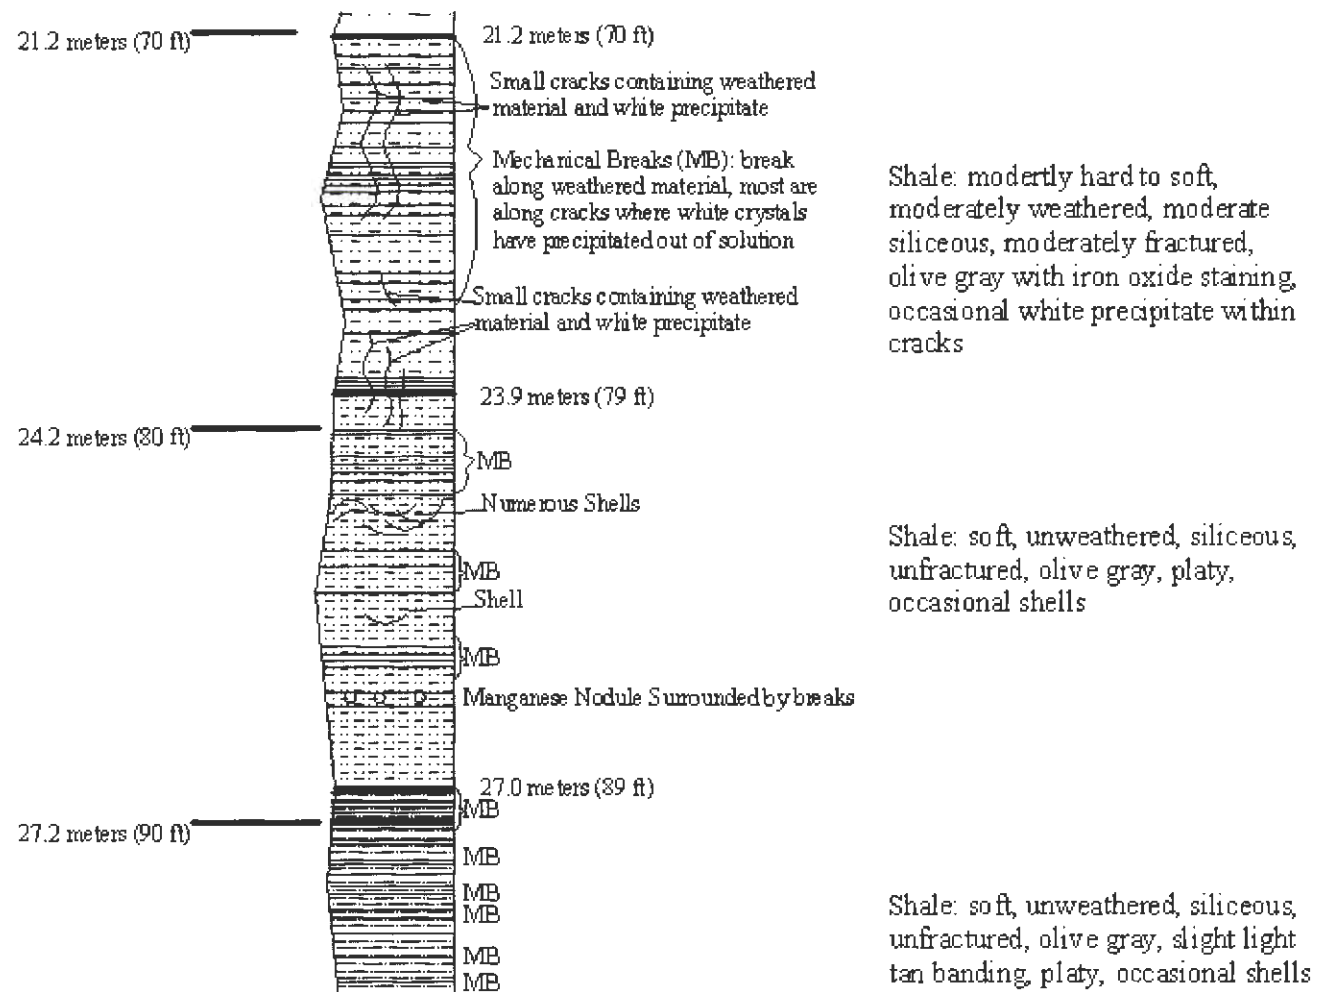 21.2 meters (70 ft)
21.2 meters (70 ft)
Small cracks containing weathered
material and white precipitate
Mechanical Breaks (MB): break
along weathered material, most are
along cracks where white crystals
have precipitated out of solution
Shale: modertly hard to soft,
moderately weathered, moderate
siliceous, moderately fractured,
olive gray with iron oxide staining,
occasional white precipitate within
cracks
Small cracks containing weathered
material and white precipitate
23.9 meters (79 ft)
24.2 meters (80 ft)
MB
Numerous Shells
Shale: soft, unweathered, siliceous,
unfractured, olive gray, platy,
occasional shells
MB
Shell
MB
Manganese Nodule Surrounded by breaks
27.0 meters (89 ft)
MB
27.2 meters (90 ft)
MB
MB
MB
Shale: soft, unweathered, siliceous,
unfractured, olive gray, slight light
tan banding, platy, occasional shells
MB
MB